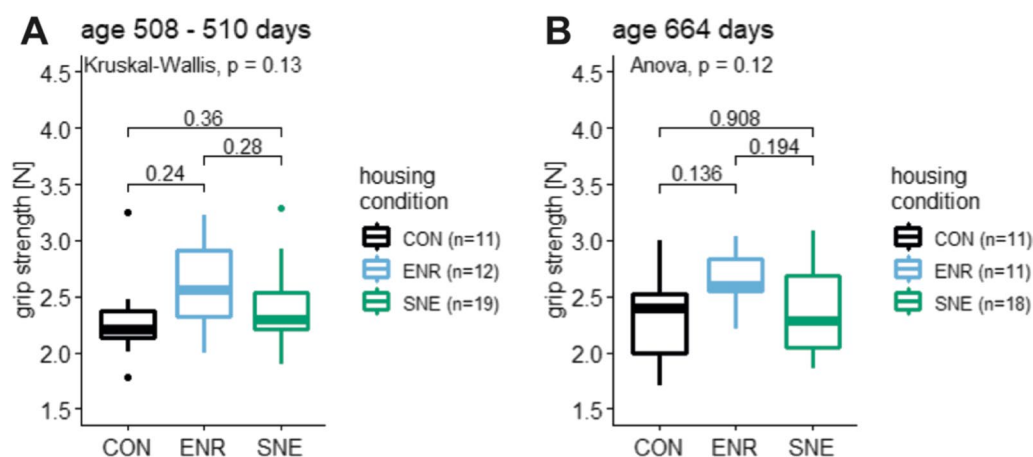 A age 508 - 510 days
Kruskal-Wallis, p = 0.13
4.5
4.0
3.5
3.0
2.5
2.0
1.5
grip strength [N]
0.36
0.28
0.24
CON ENR SNE
housing
condition
CON (n=11)
ENR (n=12)
SNE (n=19)
B age 664 days
Anova, p = 0.12
4.5
4.0
3.5
3.0
2.5
2.0
1.5
grip strength [N]
0.908
0.194
0.136
CON ENR SNE
housing
condition
CON (n=11)
ENR (n=11)
SNE (n=18)